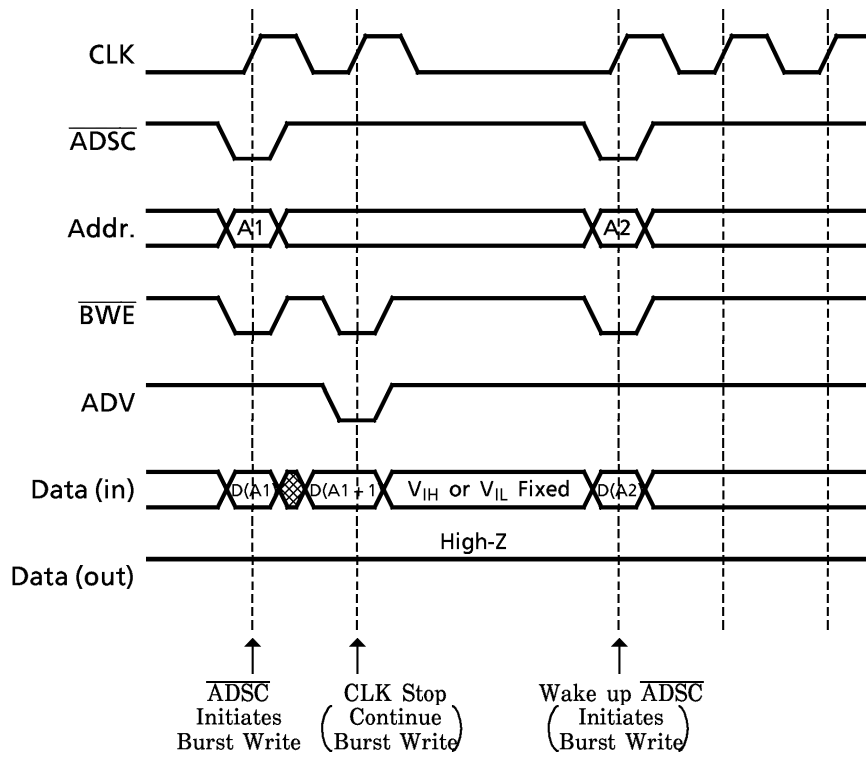 CLK
ADSC
Addr.
A1
A2
BWE
ADV
Data (in)
D(A1)
D(A1+1
VIH or VIL Fixed
D(A2)
High-Z
Data (out)
ADSC
Initiates
Burst Write
CLK Stop
(Continue
Burst Write)
Wake up ADSC
(Initiates
Burst Write)